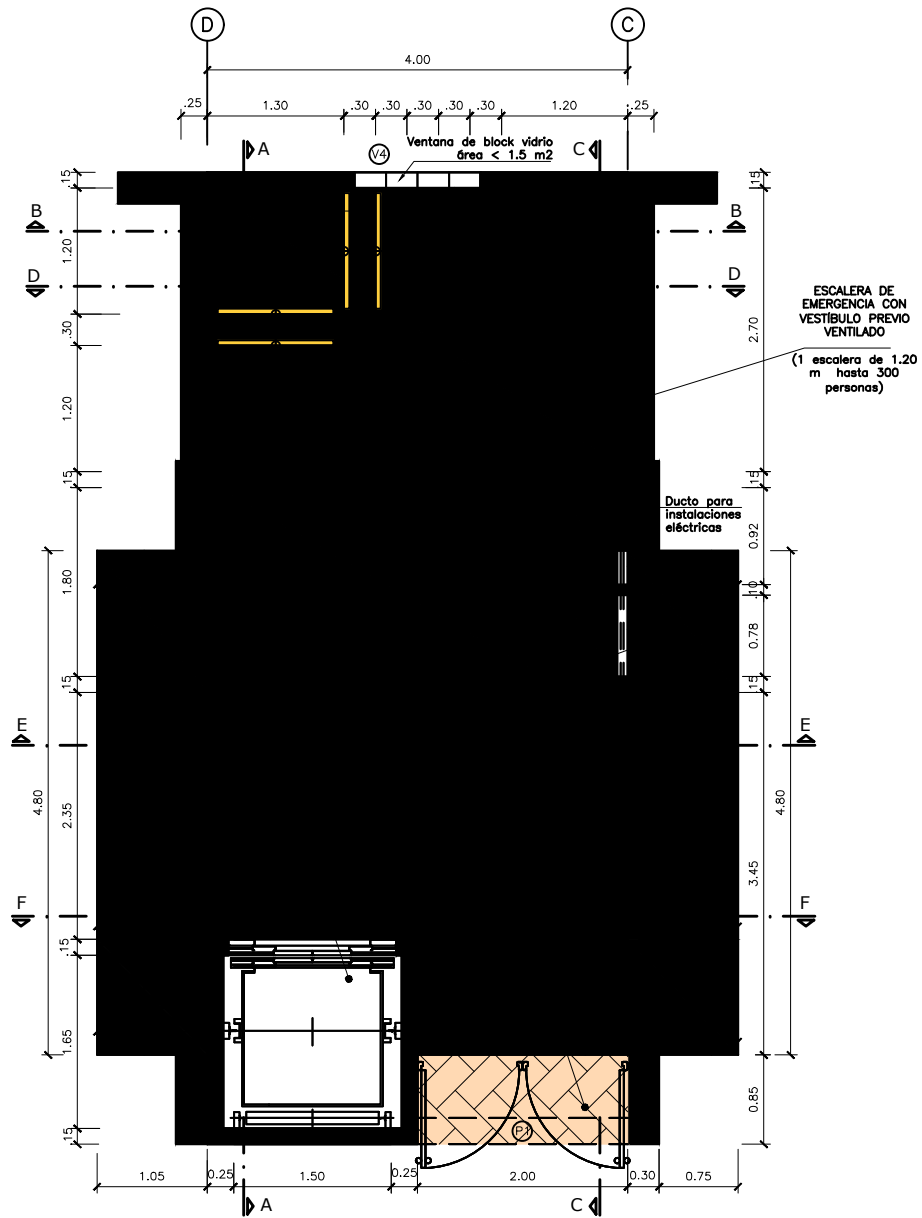 D
C
4.00
.25
1.30
.30
.30
.30
.30
.30
1.20
.25
A
V4
Ventana de block vidrio
área < 1.5 m2
C
.15
.15
B
B
1.20
D
D
ESCALERA DE
EMERGENCIA CON
VESTÍBULO PREVIO
VENTILADO
(1 escalera de 1.20
m hasta 300
personas)
.30
2.70
1.20
.15
.15
Ducto para
instalaciones
eléctricas
0.92
1.80
.10
0.78
.15
.15
E
E
4.80
2.35
4.80
3.45
F
F
.15
1.65
0.85
P1
.15
1.05
0.25
1.50
0.25
2.00
0.30
0.75
A
C